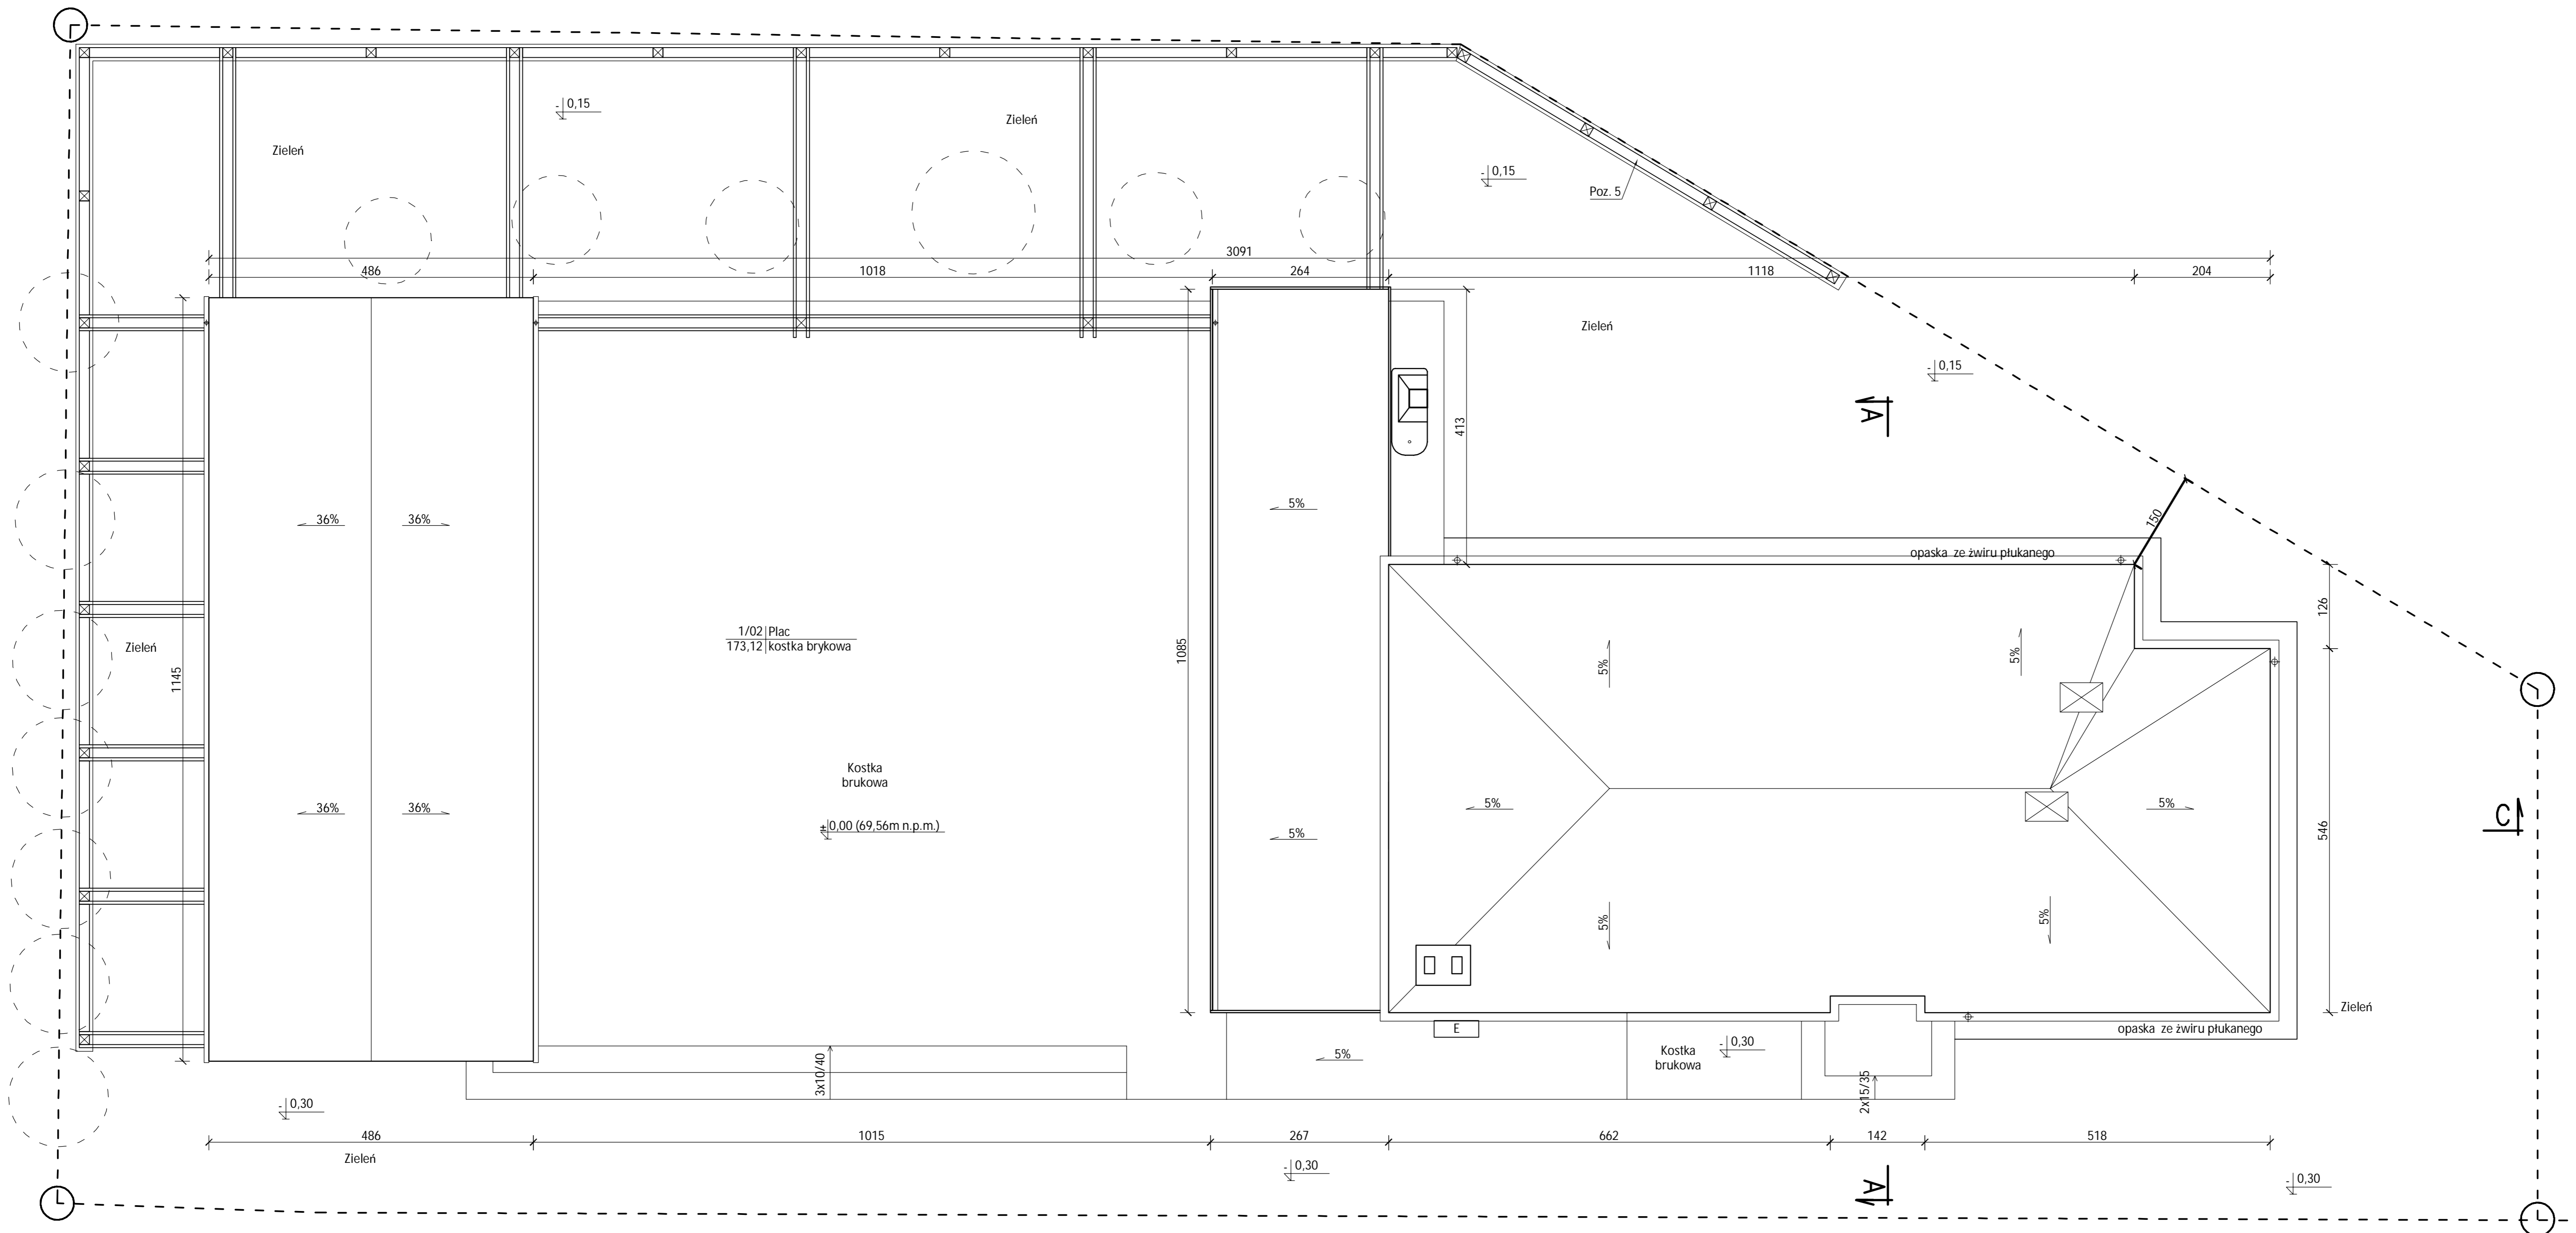 - 0,15
Zieleń
Zieleń
- 0,15
Poz. 5
3091
486
1018
264
1118
204
Zieleń
- 0,15
A
413
150
36%
36%
5%
opaska ze żwiru płukanego
126
1/02 Plac
173,12 kostka brykowa
Zieleń
1145
1085
5%
5%
Kostka
brukowa
36%
36%
5%
5%
± 0,00 (69,56m n.p.m.)
5%
546
C
5%
5%
Zieleń
E
opaska ze żwiru płukanego
- 0,30
Kostka
brukowa
5%
3x10/40
2x15/35
- 0,30
486
1015
267
662
142
518
Zieleń
- 0,30
A
- 0,30